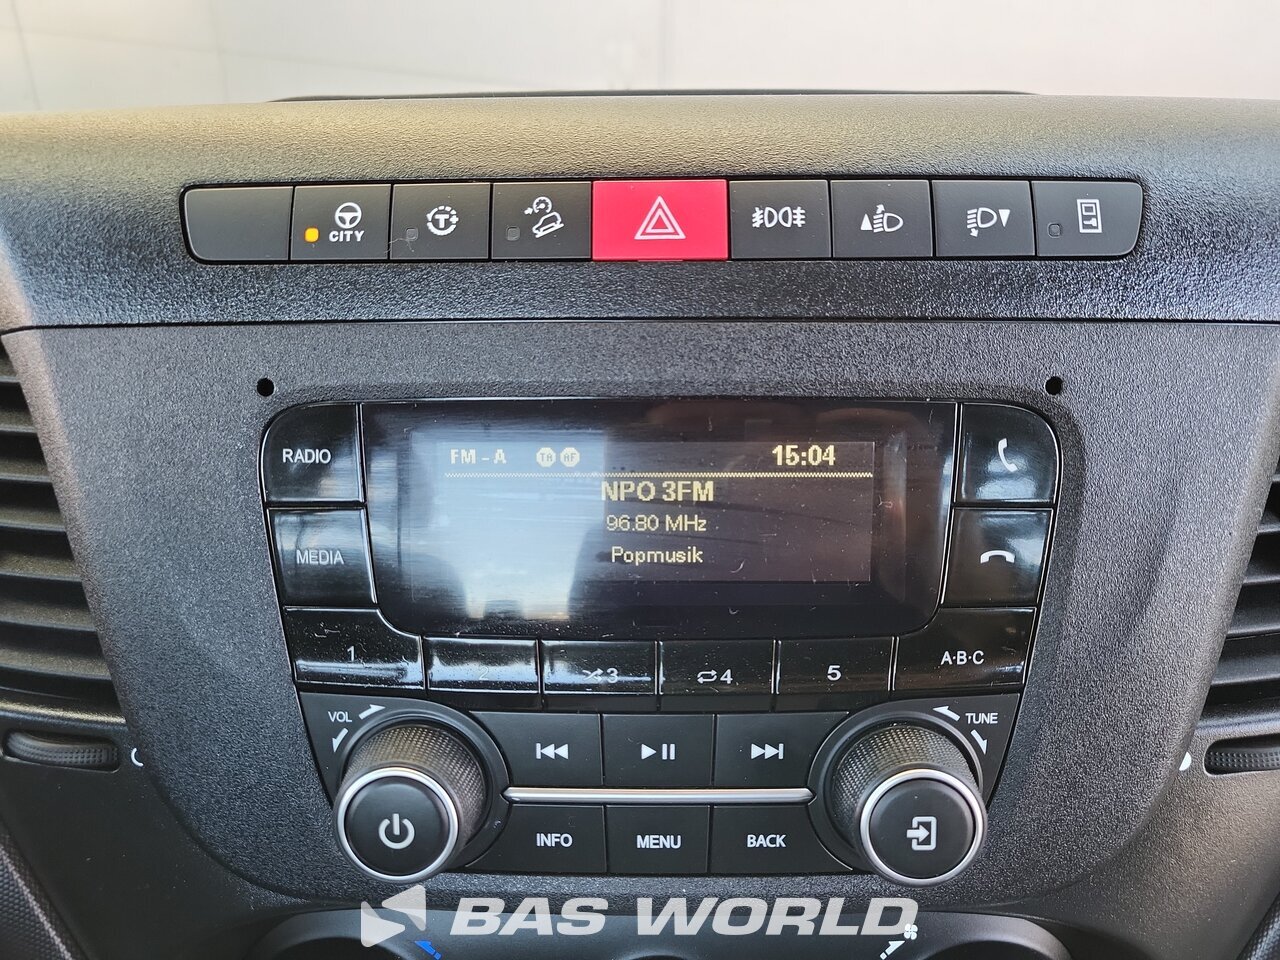 CITY
T
RADIO
FM - A TA AF 15:04
NPO 3FM
96.80 MHz
Popmusik
MEDIA
1 2 3 4 5 A·B·C
VOL
TUNE
INFO MENU BACK
BAS WORLD